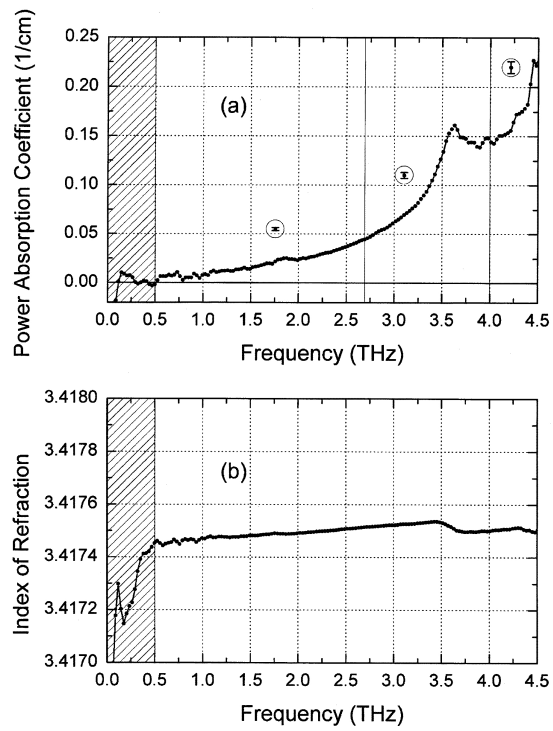 Power Absorption Coefficient (1/cm)
0.25
0.20
0.15
0.10
0.05
0.00
(a)
0.0 0.5 1.0 1.5 2.0 2.5 3.0 3.5 4.0 4.5
Frequency (THz)
Index of Refraction
3.4180
3.4178
3.4176
3.4174
3.4172
3.4170
(b)
0.0 0.5 1.0 1.5 2.0 2.5 3.0 3.5 4.0 4.5
Frequency (THz)